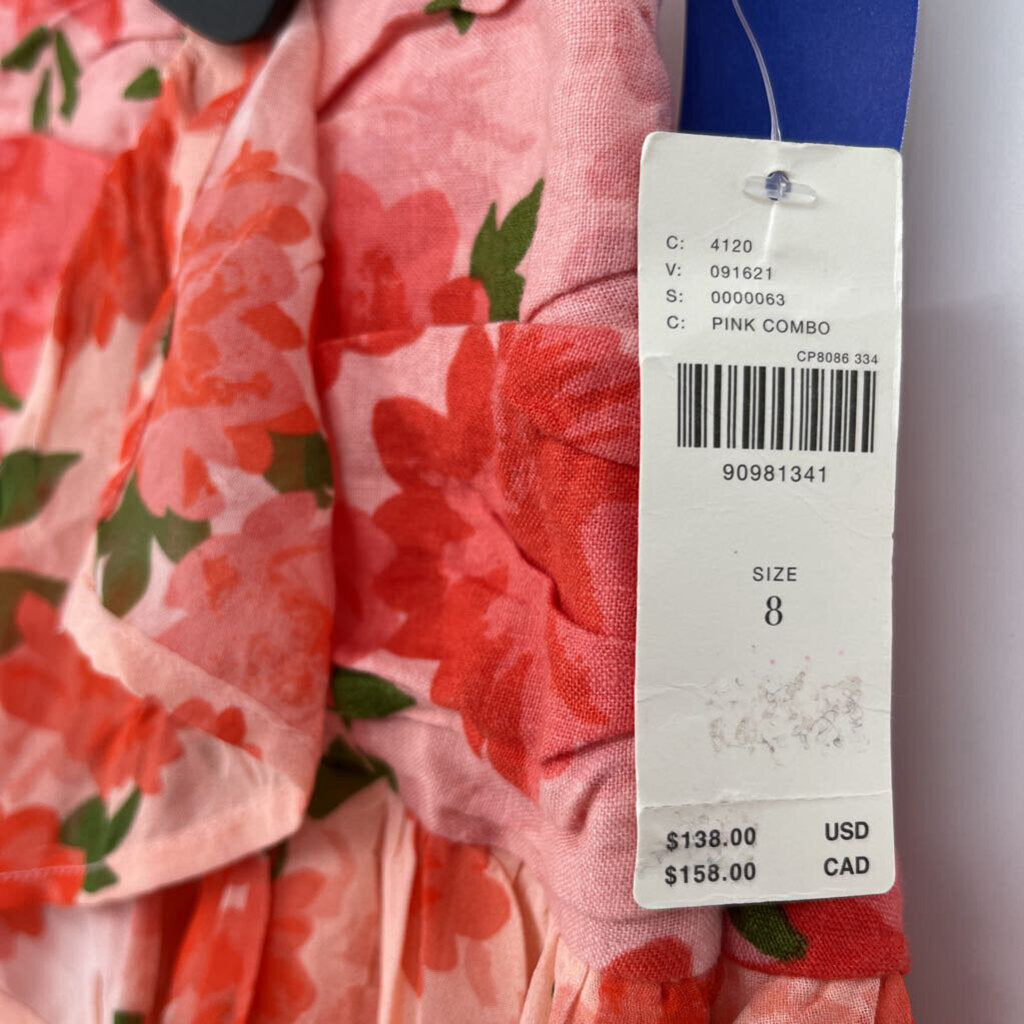 C: 4120
V: 091621
S: 0000063
C: PINK COMBO
CP8086 334
90981341
SIZE
8
$138.00 USD
$158.00 CAD